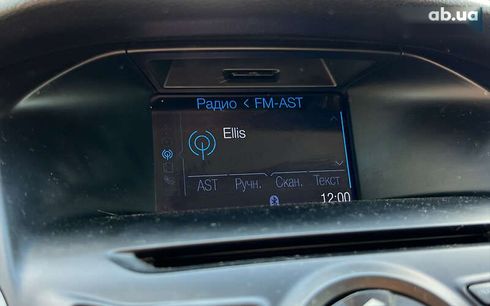 ab.ua
Радио < FM-AST
Ellis
AST Ручн. Скан. Текст
12:00